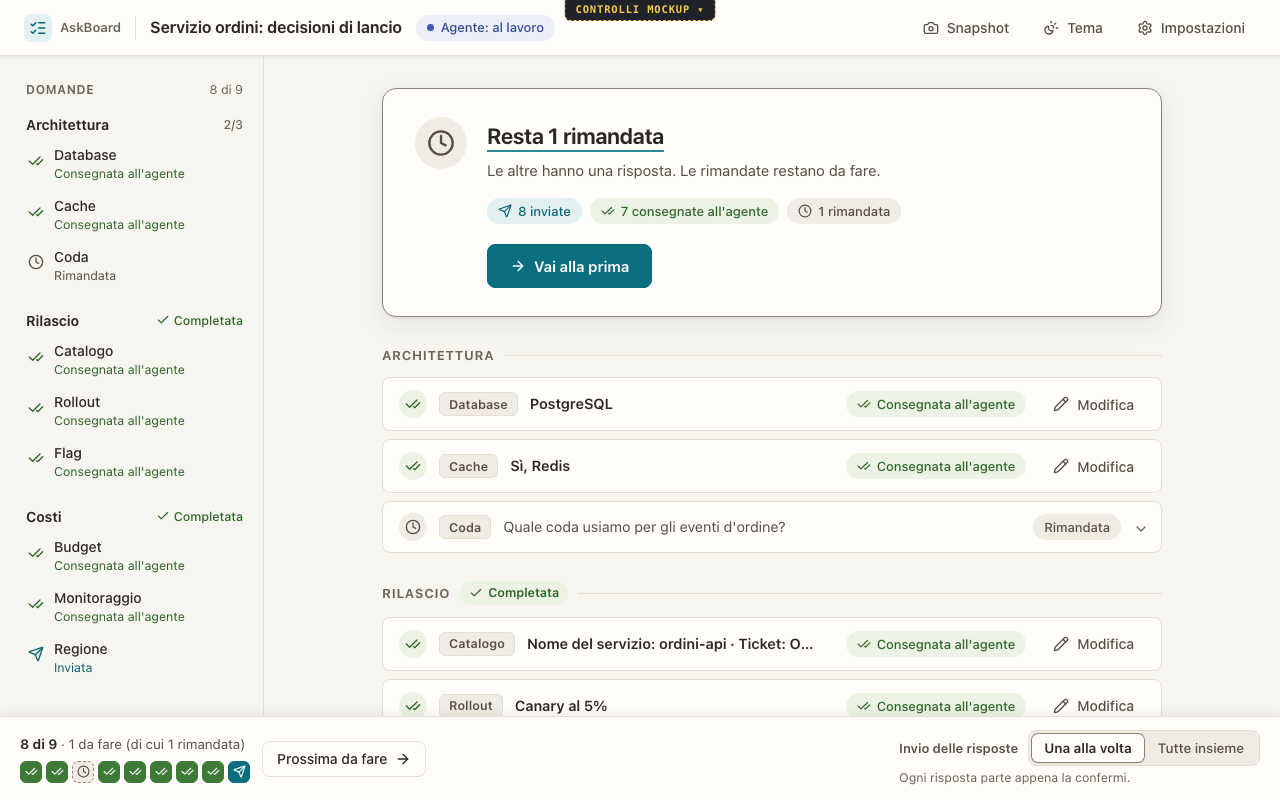 CONTROLLI MOCKUP ▾
AskBoard
Servizio ordini: decisioni di lancio
Agente: al lavoro
Snapshot
Tema
Impostazioni
DOMANDE
8 di 9
Architettura
2/3
Database
Consegnata all'agente
Cache
Consegnata all'agente
Coda
Rimandata
Rilascio
Completata
Catalogo
Consegnata all'agente
Rollout
Consegnata all'agente
Flag
Consegnata all'agente
Costi
Completata
Budget
Consegnata all'agente
Monitoraggio
Consegnata all'agente
Regione
Inviata
Resta 1 rimandata
Le altre hanno una risposta. Le rimandate restano da fare.
8 inviate
7 consegnate all'agente
1 rimandata
Vai alla prima
ARCHITETTURA
Database
PostgreSQL
Consegnata all'agente
Modifica
Cache
Sì, Redis
Consegnata all'agente
Modifica
Coda
Quale coda usiamo per gli eventi d'ordine?
Rimandata
RILASCIO
Completata
Catalogo
Nome del servizio: ordini-api · Ticket: O...
Consegnata all'agente
Modifica
Rollout
Canary al 5%
Consegnata all'agente
Modifica
8 di 9 · 1 da fare (di cui 1 rimandata)
Prossima da fare
Invio delle risposte
Una alla volta
Tutte insieme
Ogni risposta parte appena la confermi.